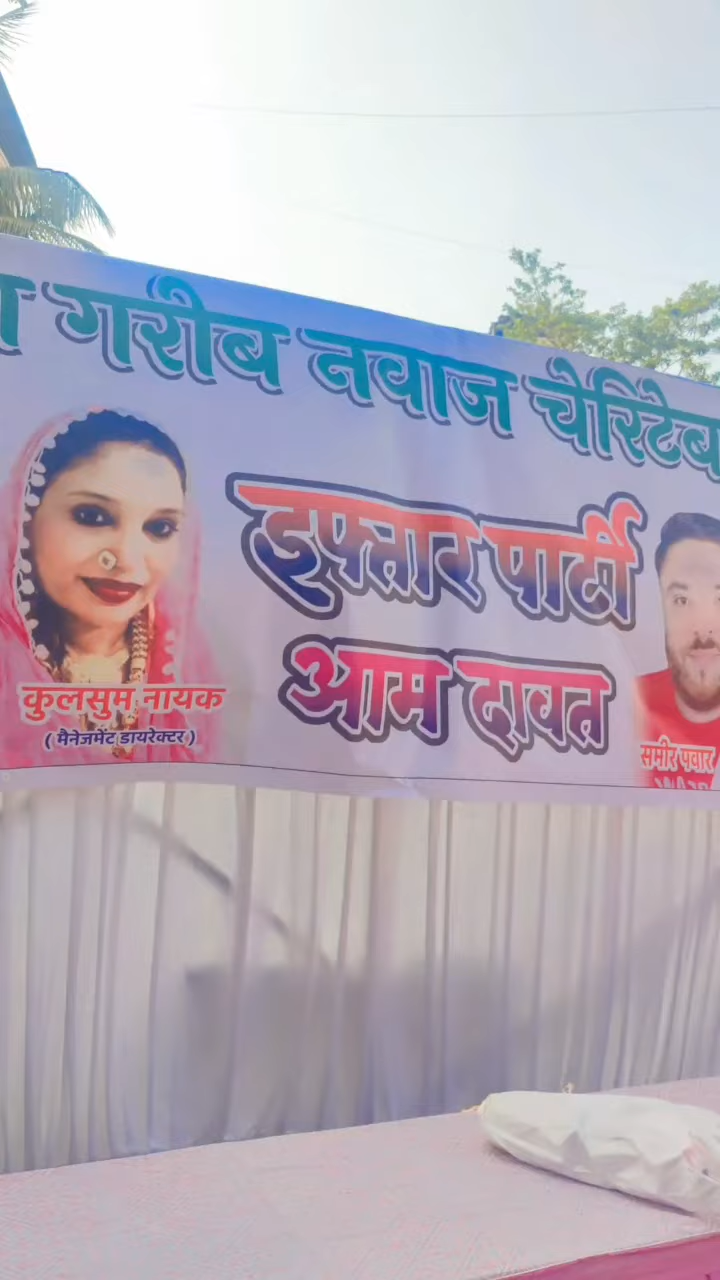 गरीब नवाज चेरिटेब
इफ्तार पार्टी
आम दावत
कुलसुम नायक
( मैनेजमेंट डायरेक्टर )
समीर पवार